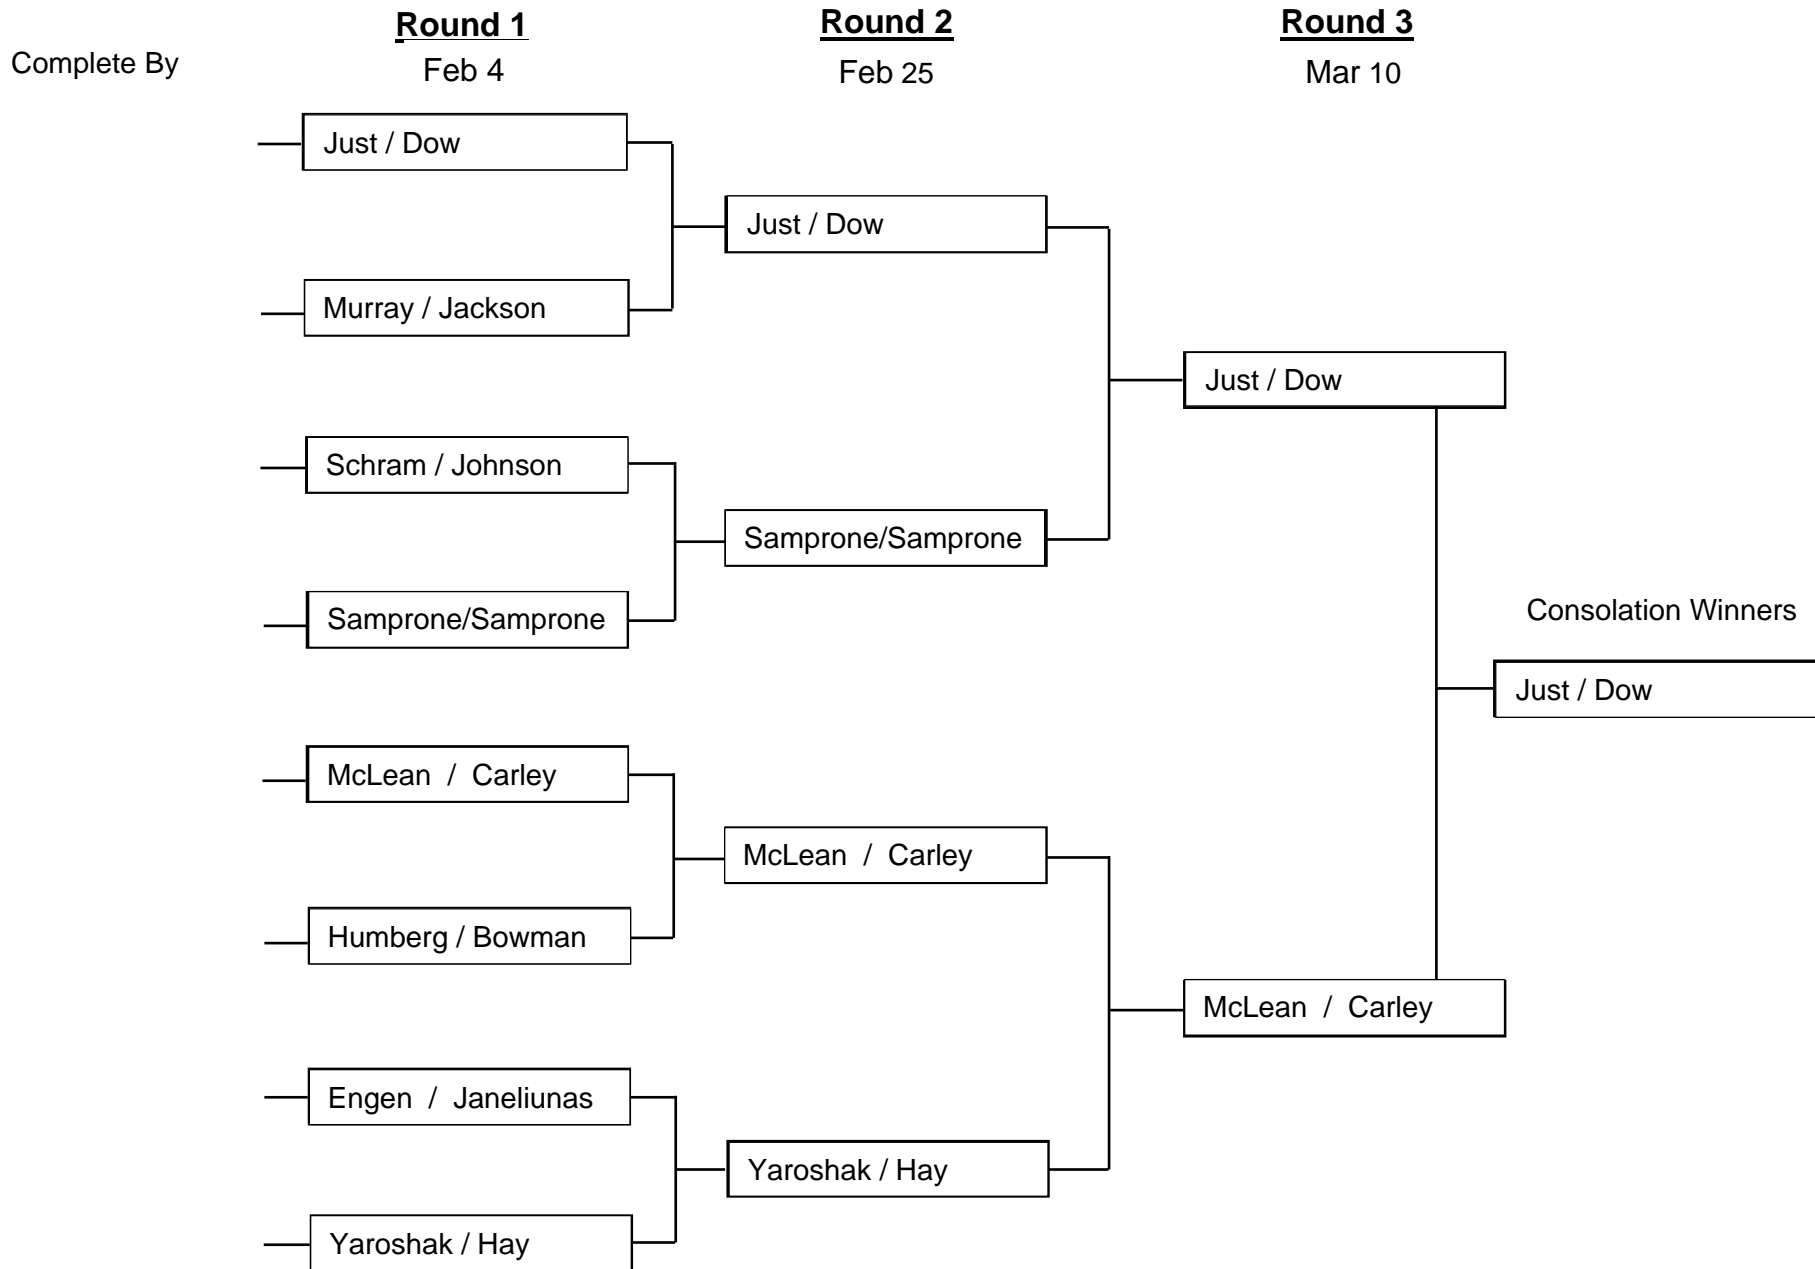 Round 1
Round 2
Round 3
Complete By
Feb 4
Feb 25
Mar 10
Just / Dow
Just / Dow
Murray / Jackson
Just / Dow
Schram / Johnson
Samprone/Samprone
Samprone/Samprone
Consolation Winners
Just / Dow
McLean / Carley
McLean / Carley
Humberg / Bowman
McLean / Carley
Engen / Janeliunas
Yaroshak / Hay
Yaroshak / Hay